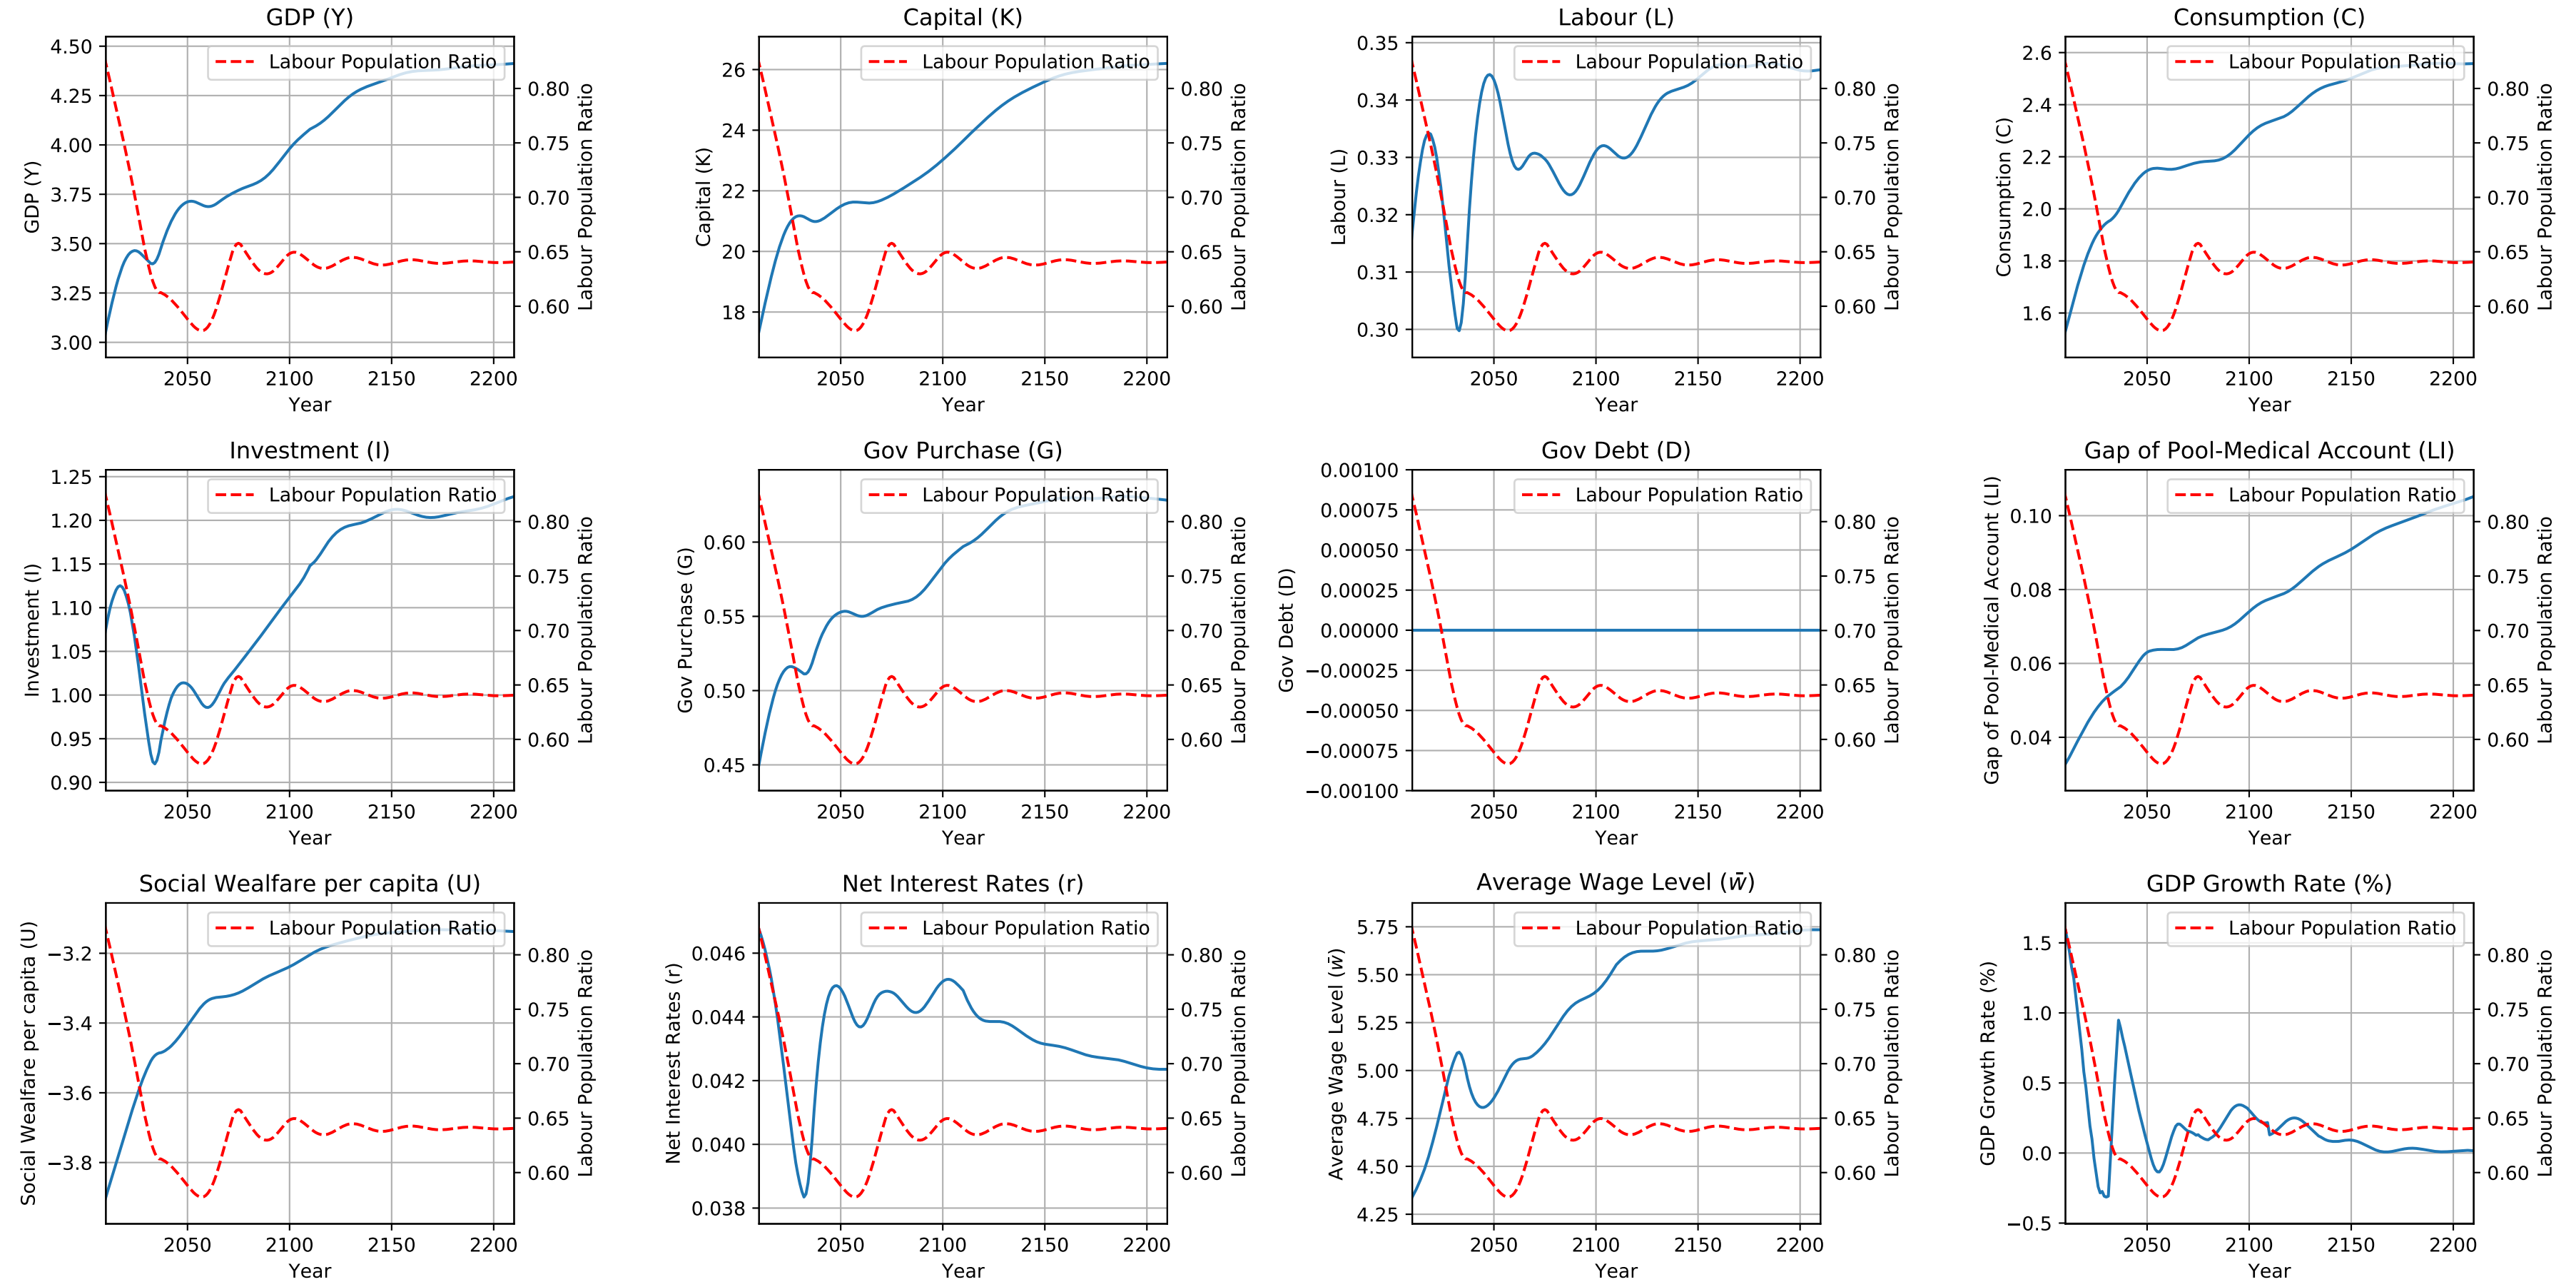 GDP (Y)
Capital (K)
Labour (L)
Consumption (C)
4.50
4.25
4.00
3.75
3.50
3.25
3.00
GDP (Y)
Labour Population Ratio
0.80
0.75
0.70
0.65
0.60
Labour Population Ratio
2050 2100 2150 2200
Year
26
24
22
20
18
Capital (K)
Labour Population Ratio
0.80
0.75
0.70
0.65
0.60
Labour Population Ratio
2050 2100 2150 2200
Year
0.35
0.34
0.33
0.32
0.31
0.30
Labour (L)
Labour Population Ratio
0.80
0.75
0.70
0.65
0.60
Labour Population Ratio
2050 2100 2150 2200
Year
2.6
2.4
2.2
2.0
1.8
1.6
Consumption (C)
Labour Population Ratio
0.80
0.75
0.70
0.65
0.60
Labour Population Ratio
2050 2100 2150 2200
Year
Investment (I)
Gov Purchase (G)
Gov Debt (D)
Gap of Pool-Medical Account (LI)
1.25
1.20
1.15
1.10
1.05
1.00
0.95
0.90
Investment (I)
Labour Population Ratio
0.80
0.75
0.70
0.65
0.60
Labour Population Ratio
2050 2100 2150 2200
Year
0.60
0.55
0.50
0.45
Gov Purchase (G)
Labour Population Ratio
0.80
0.75
0.70
0.65
0.60
Labour Population Ratio
2050 2100 2150 2200
Year
0.00100
0.00075
0.00050
0.00025
0.00000
−0.00025
−0.00050
−0.00075
−0.00100
Gov Debt (D)
Labour Population Ratio
0.80
0.75
0.70
0.65
0.60
Labour Population Ratio
2050 2100 2150 2200
Year
0.10
0.08
0.06
0.04
Gap of Pool-Medical Account (LI)
Labour Population Ratio
0.80
0.75
0.70
0.65
0.60
Labour Population Ratio
2050 2100 2150 2200
Year
Social Wealfare per capita (U)
Net Interest Rates (r)
Average Wage Level (w̄)
GDP Growth Rate (%)
−3.2
−3.4
−3.6
−3.8
Social Wealfare per capita (U)
Labour Population Ratio
0.80
0.75
0.70
0.65
0.60
Labour Population Ratio
2050 2100 2150 2200
Year
0.046
0.044
0.042
0.040
0.038
Net Interest Rates (r)
Labour Population Ratio
0.80
0.75
0.70
0.65
0.60
Labour Population Ratio
2050 2100 2150 2200
Year
5.75
5.50
5.25
5.00
4.75
4.50
4.25
Average Wage Level (w̄)
Labour Population Ratio
0.80
0.75
0.70
0.65
0.60
Labour Population Ratio
2050 2100 2150 2200
Year
1.5
1.0
0.5
0.0
−0.5
GDP Growth Rate (%)
Labour Population Ratio
0.80
0.75
0.70
0.65
0.60
Labour Population Ratio
2050 2100 2150 2200
Year